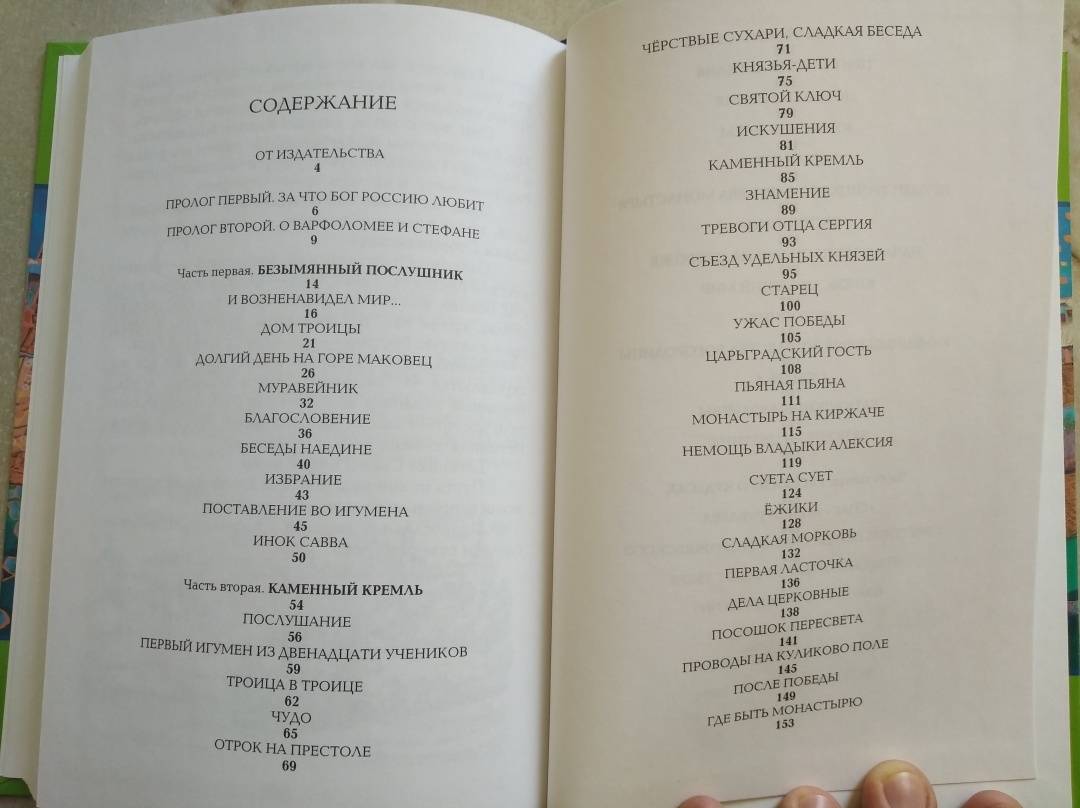 СОДЕРЖАНИЕ
ОТ ИЗДАТЕЛЬСТВА
4
ПРОЛОГ ПЕРВЫЙ. ЗА ЧТО БОГ РОССИЮ ЛЮБИТ
6
ПРОЛОГ ВТОРОЙ. О ВАРФОЛОМЕЕ И СТЕФАНЕ
9
Часть первая. БЕЗЫМЯННЫЙ ПОСЛУШНИК
14
И ВОЗНЕНАВИДЕЛ МИР...
16
ДОМ ТРОИЦЫ
21
ДОЛГИЙ ДЕНЬ НА ГОРЕ МАКОВЕЦ
26
МУРАВЕЙНИК
32
БЛАГОСЛОВЕНИЕ
36
БЕСЕДЫ НАЕДИНЕ
40
ИЗБРАНИЕ
43
ПОСТАВЛЕНИЕ ВО ИГУМЕНА
45
ИНОК САВВА
50
Часть вторая. КАМЕННЫЙ КРЕМЛЬ
54
ПОСЛУШАНИЕ
56
ПЕРВЫЙ ИГУМЕН ИЗ ДВЕНАДЦАТИ УЧЕНИКОВ
59
ТРОИЦА В ТРОИЦЕ
62
ЧУДО
65
ОТРОК НА ПРЕСТОЛЕ
69
ЧЁРСТВЫЕ СУХАРИ, СЛАДКАЯ БЕСЕДА
71
КНЯЗЬЯ-ДЕТИ
75
СВЯТОЙ КЛЮЧ
79
ИСКУШЕНИЯ
81
КАМЕННЫЙ КРЕМЛЬ
85
ЗНАМЕНИЕ
89
ТРЕВОГИ ОТЦА СЕРГИЯ
93
СЪЕЗД УДЕЛЬНЫХ КНЯЗЕЙ
95
СТАРЕЦ
100
УЖАС ПОБЕДЫ
105
ЦАРЬГРАДСКИЙ ГОСТЬ
108
ПЬЯНАЯ ПЬЯНА
111
МОНАСТЫРЬ НА КИРЖАЧЕ
115
НЕМОЩЬ ВЛАДЫКИ АЛЕКСИЯ
119
СУЕТА СУЕТ
124
ЁЖИКИ
128
СЛАДКАЯ МОРКОВЬ
132
ПЕРВАЯ ЛАСТОЧКА
136
ДЕЛА ЦЕРКОВНЫЕ
138
ПОСОШОК ПЕРЕСВЕТА
141
ПРОВОДЫ НА КУЛИКОВО ПОЛЕ
145
ПОСЛЕ ПОБЕДЫ
149
ГДЕ БЫТЬ МОНАСТЫРЮ
153